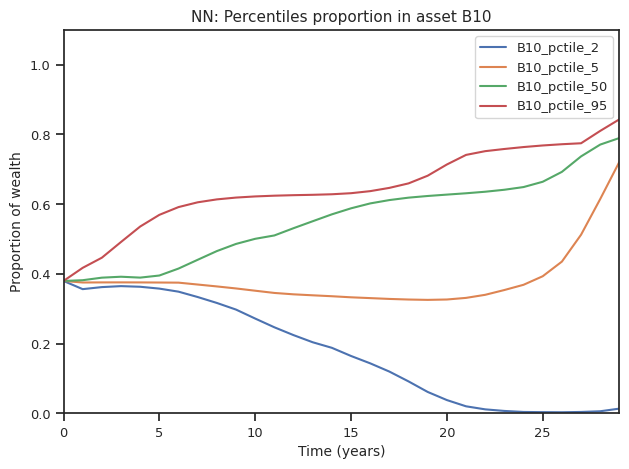 NN: Percentiles proportion in asset B10
B10_pctile_2
B10_pctile_5
B10_pctile_50
B10_pctile_95
Proportion of wealth
1.0
0.8
0.6
0.4
0.2
0.0
0 5 10 15 20 25
Time (years)